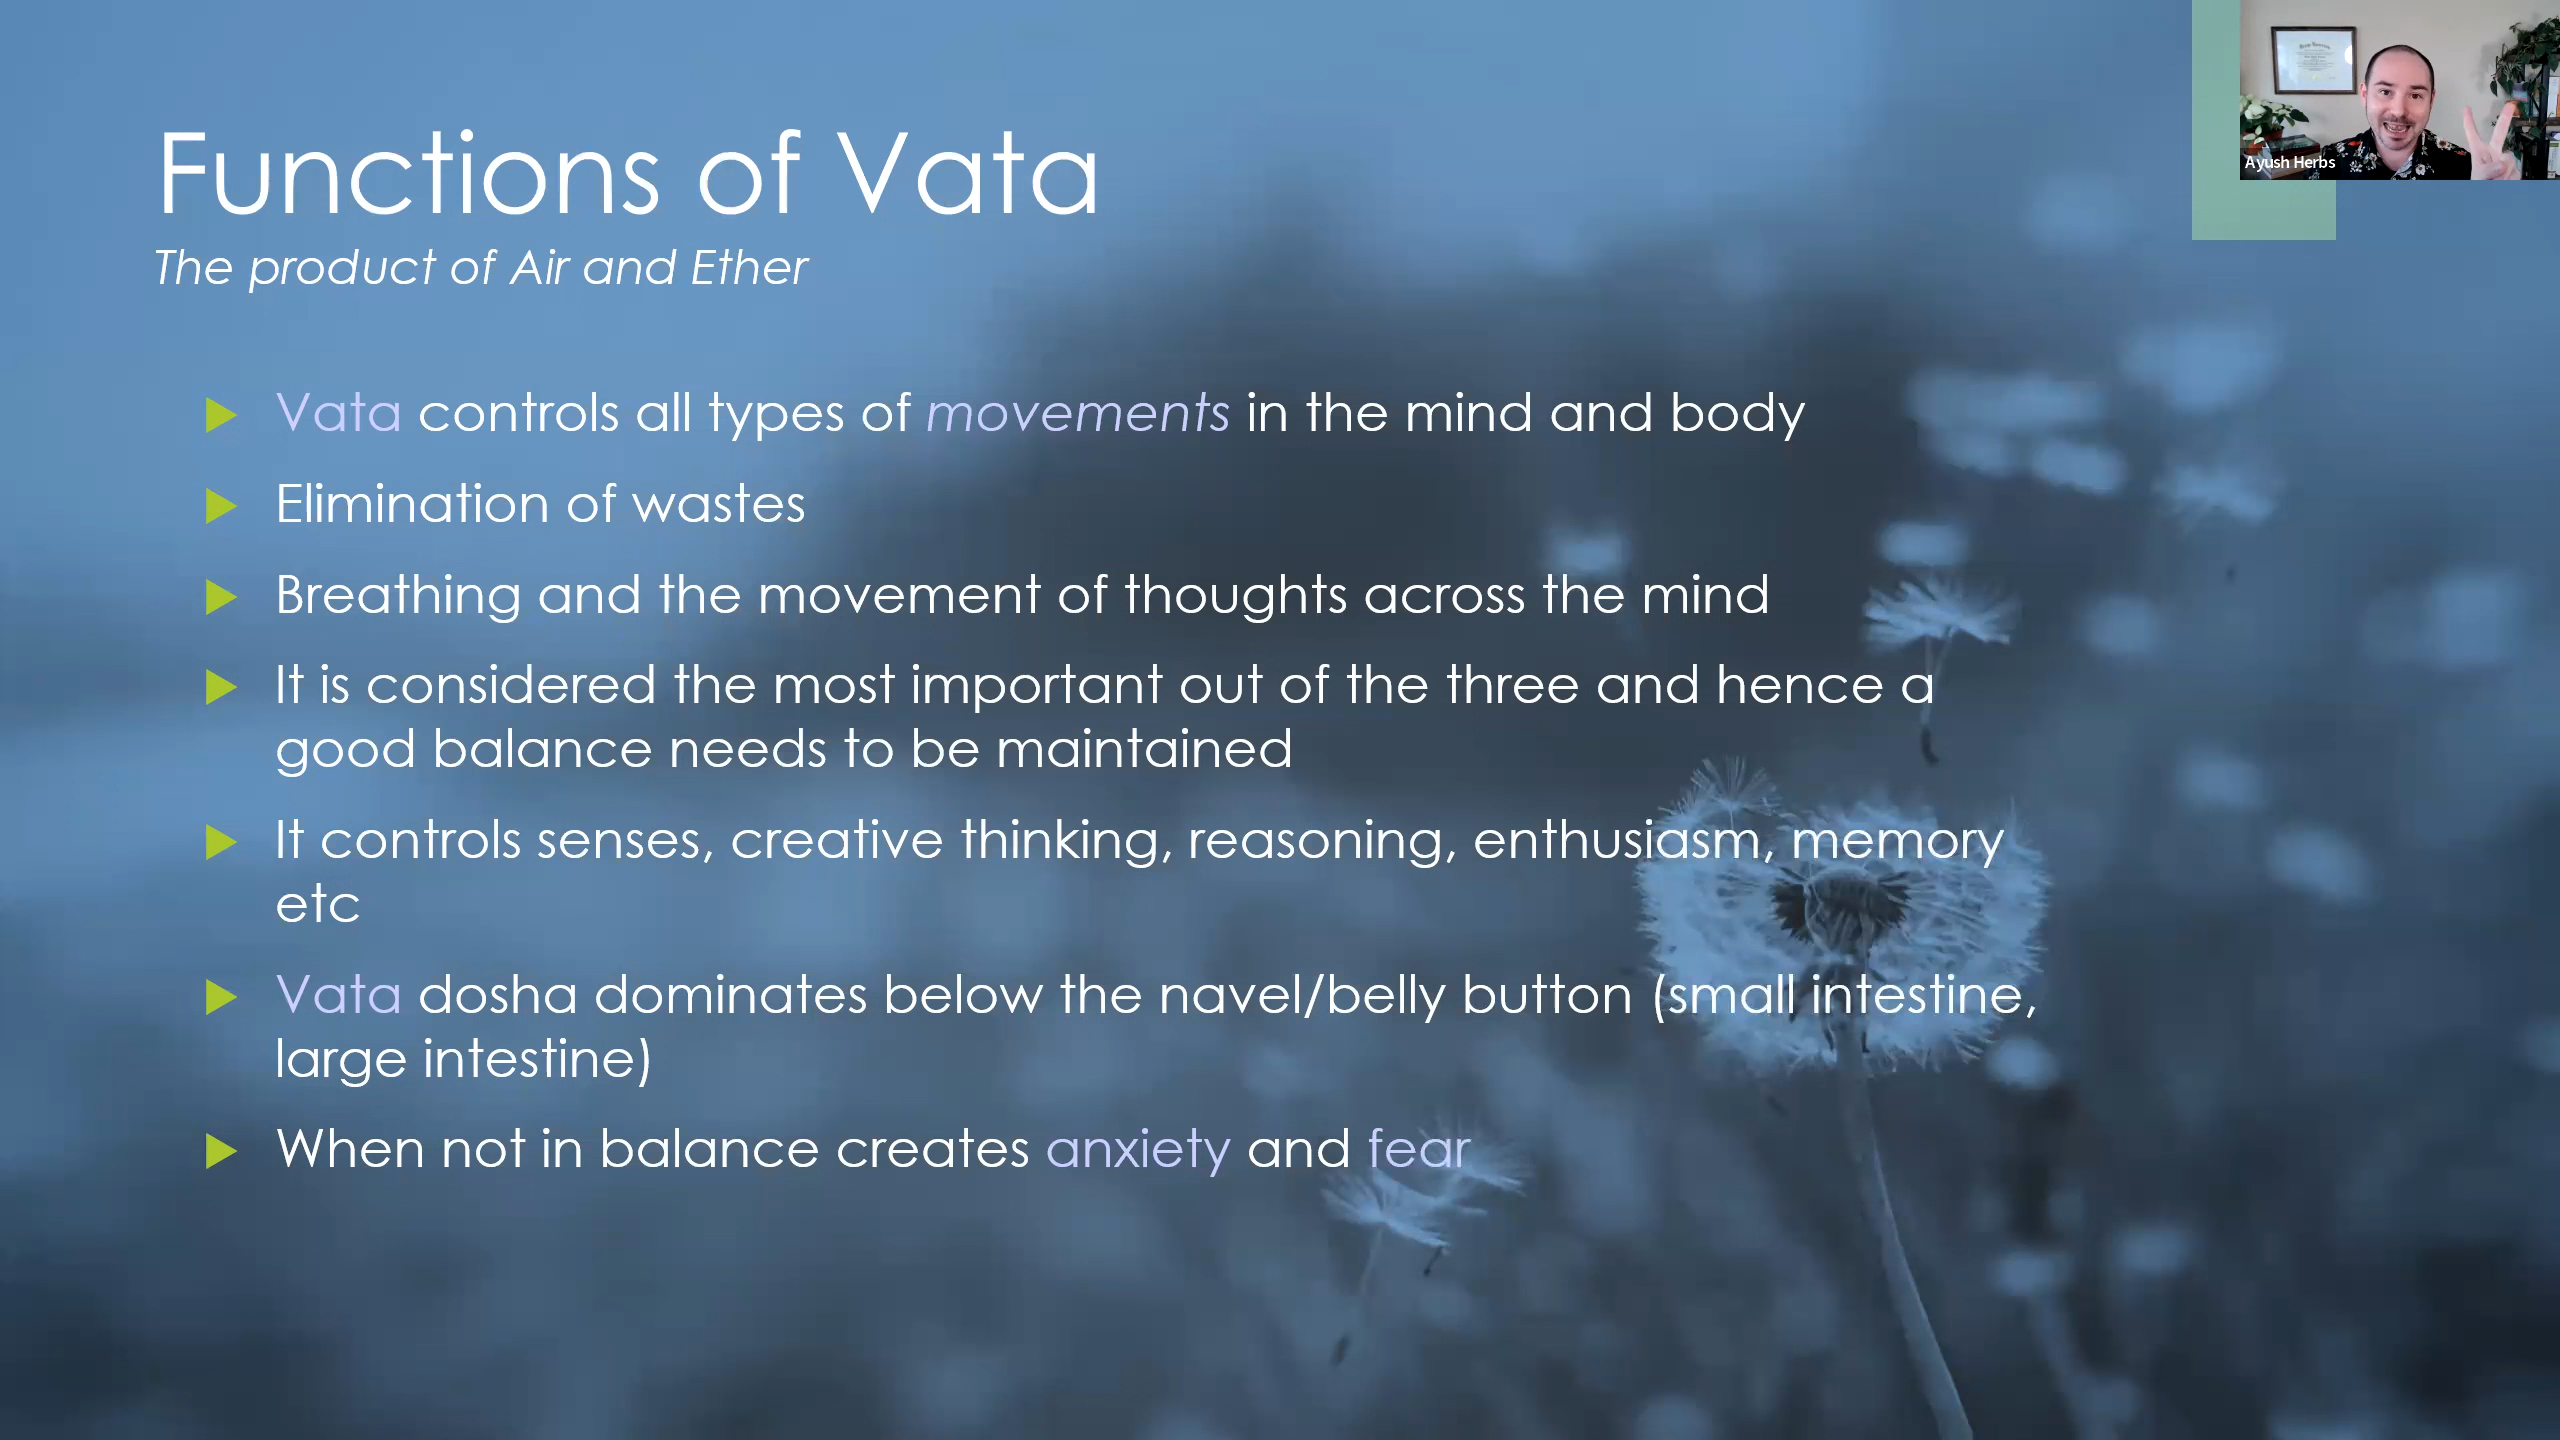 Functions of Vata
The product of Air and Ether
Vata controls all types of movements in the mind and body
Elimination of wastes
Breathing and the movement of thoughts across the mind
It is considered the most important out of the three and hence a
good balance needs to be maintained
It controls senses, creative thinking, reasoning, enthusiasm, memory
etc
Vata dosha dominates below the navel/belly button (small intestine,
large intestine)
When not in balance creates anxiety and fear
Ayush Herbs